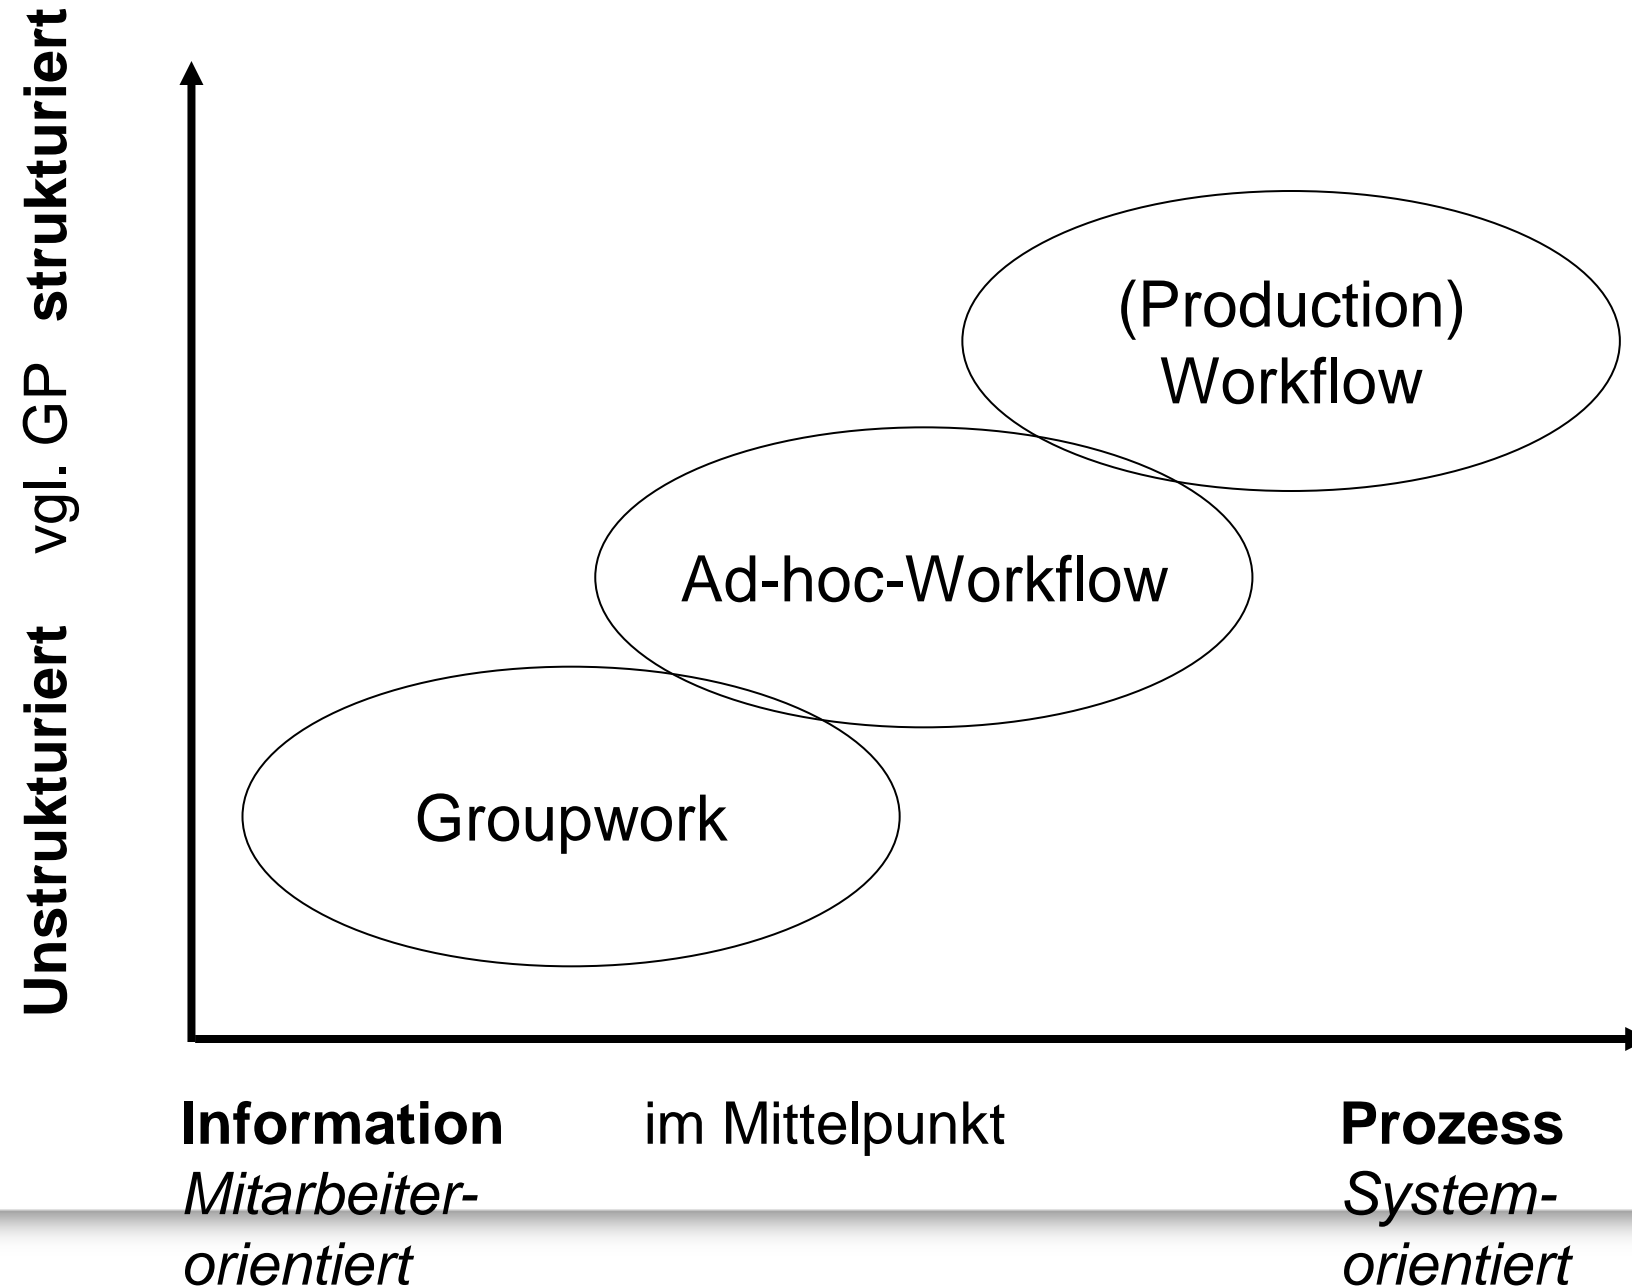 Unstrukturiert vgl. GP strukturiert
(Production)
Workflow
Ad-hoc-Workflow
Groupwork
Information im Mittelpunkt Prozess
Mitarbeiter- System-
orientiert orientiert